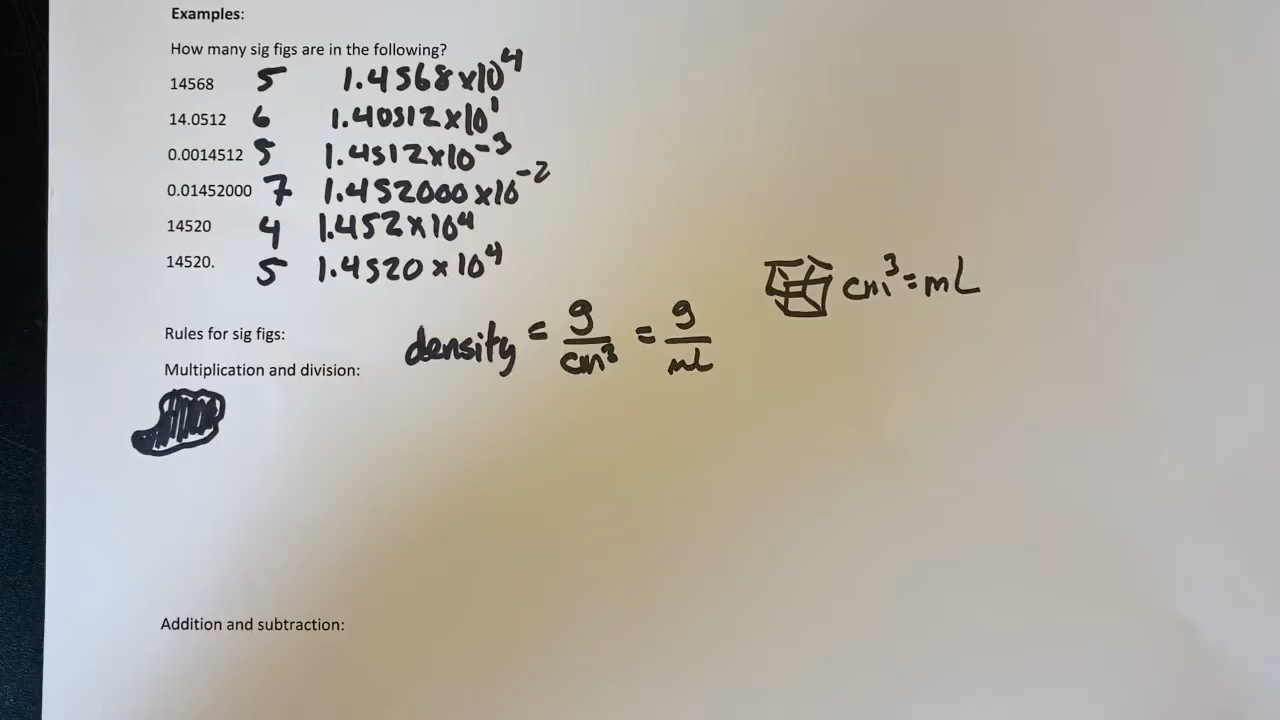 Examples:
How many sig figs are in the following?
14568 5 1.4568x10^4
14.0512 6 1.40512x10^1
0.0014512 5 1.4512x10^-3
0.01452000 7 1.452000x10^-2
14520 4 1.452x10^4
14520. 5 1.4520x10^4
cm^3=mL
Rules for sig figs:
density = g/cm^3 = g/mL
Multiplication and division:
Addition and subtraction: